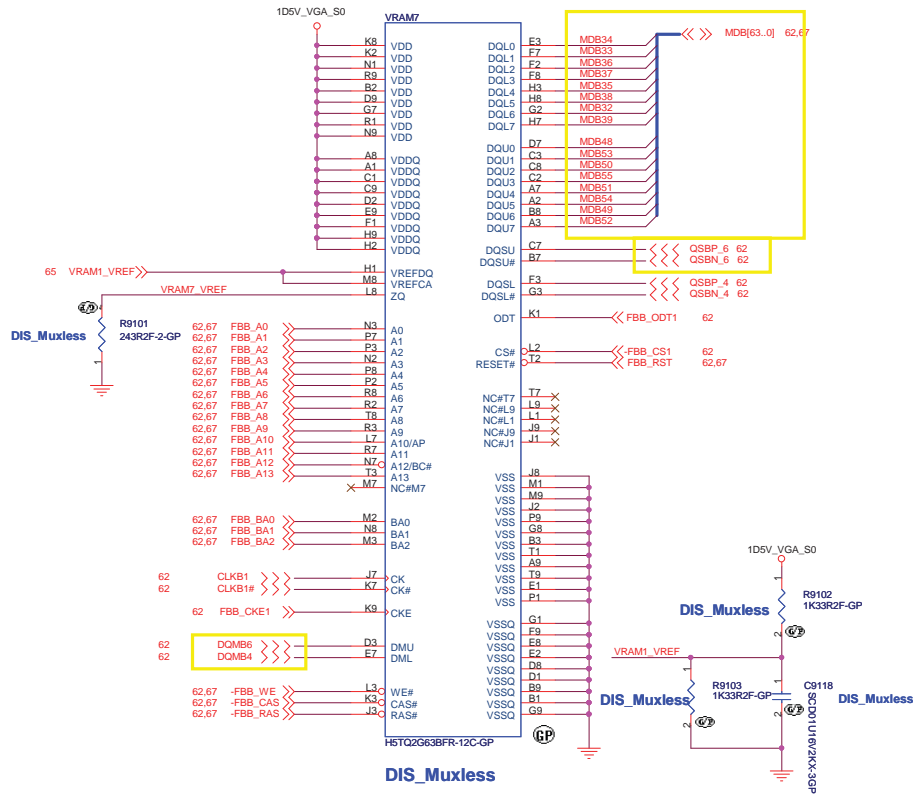 1D5V_VGA_S0
VRAM7
K8 VDD
K2 VDD
N1 VDD
R9 VDD
B2 VDD
D9 VDD
G7 VDD
R1 VDD
N9 VDD
A8 VDDQ
A1 VDDQ
C1 VDDQ
C9 VDDQ
D2 VDDQ
E9 VDDQ
F1 VDDQ
H9 VDDQ
H2 VDDQ
65 VRAM1_VREF H1 VREFDQ
M8 VREFCA
VRAM7_VREF L8 ZQ
R9101
243R2F-2-GP
DIS_Muxless
1
62,67 FBB_A0 N3 A0
62,67 FBB_A1 P7 A1
62,67 FBB_A2 P3 A2
62,67 FBB_A3 N2 A3
62,67 FBB_A4 P8 A4
62,67 FBB_A5 P2 A5
62,67 FBB_A6 R8 A6
62,67 FBB_A7 R2 A7
62,67 FBB_A8 T8 A8
62,67 FBB_A9 R3 A9
62,67 FBB_A10 L7 A10/AP
62,67 FBB_A11 R7 A11
62,67 FBB_A12 N7 A12/BC#
62,67 FBB_A13 T3 A13
M7 NC#M7
62,67 FBB_BA0 M2 BA0
62,67 FBB_BA1 N8 BA1
62,67 FBB_BA2 M3 BA2
62 CLKB1 J7 CK
62 CLKB1# K7 CK#
62 FBB_CKE1 K9 CKE
62 DQMB6 D3 DMU
62 DQMB4 E7 DML
62,67 -FBB_WE L3 WE#
62,67 -FBB_CAS K3 CAS#
62,67 -FBB_RAS J3 RAS#
DQL0 E3 MDB34
DQL1 F7 MDB33
DQL2 F2 MDB36
DQL3 F8 MDB37
DQL4 H3 MDB35
DQL5 H8 MDB38
DQL6 G2 MDB32
DQL7 H7 MDB39
MDB[63..0] 62,67
DQU0 D7 MDB48
DQU1 C3 MDB53
DQU2 C8 MDB50
DQU3 C2 MDB55
DQU4 A7 MDB51
DQU5 A2 MDB54
DQU6 B8 MDB49
DQU7 A3 MDB52
DQSU C7 QSBP_6 62
DQSU# B7 QSBN_6 62
DQSL F3 QSBP_4 62
DQSL# G3 QSBN_4 62
ODT K1 FBB_ODT1 62
CS# L2 -FBB_CS1 62
RESET# T2 FBB_RST 62,67
NC#T7 T7
NC#L9 L9
NC#L1 L1
NC#J9 J9
NC#J1 J1
VSS J8
VSS M1
VSS M9
VSS J2
VSS P9
VSS G8
VSS B3
VSS T1
VSS A9
VSS T9
VSS E1
VSS P1
VSSQ G1
VSSQ F9
VSSQ E8
VSSQ E2
VSSQ D8
VSSQ D1
VSSQ B9
VSSQ B1
VSSQ G9
H5TQ2G63BFR-12C-GP
GP
DIS_Muxless
1D5V_VGA_S0
1
R9102
1K33R2F-GP
DIS_Muxless
2 G/P
VRAM1_VREF
1
R9103
1K33R2F-GP
DIS_Muxless
2 G/P
1
C9118
SCD01U16V2KX-3GP
DIS_Muxless
2 G/P